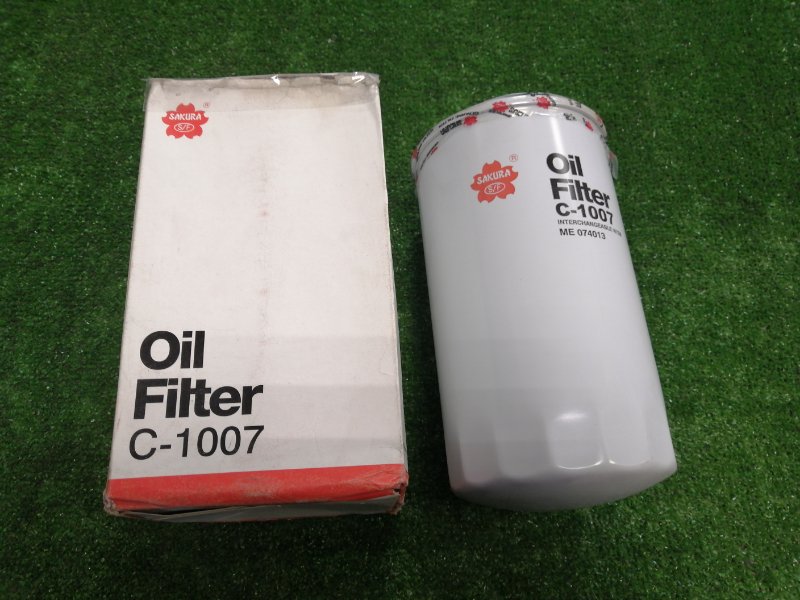 SAKURA
®
S/F
Oil
Filter
C-1007
SAKURA
®
S/F
Oil
Filter
C-1007
INTERCHANGEABLE WITH
ME 074013